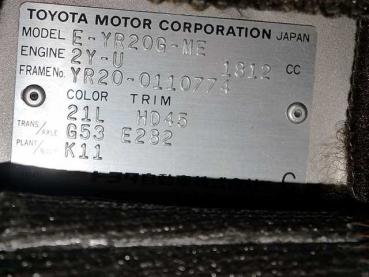 TOYOTA MOTOR CORPORATION JAPAN
MODEL E-YR20G-ME
ENGINE 2Y-U 1812 CC
FRAME No. YR20-0110773
COLOR TRIM
21L HD45
TRANS/AXLE G53 E282
PLANT/ K11
C